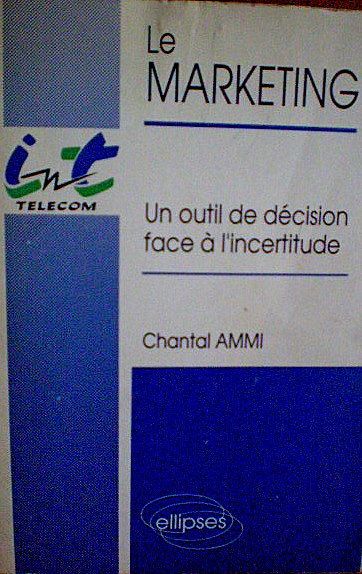 Le
MARKETING
int
TELECOM
Un outil de décision
face à l'incertitude
Chantal AMMI
ellipses